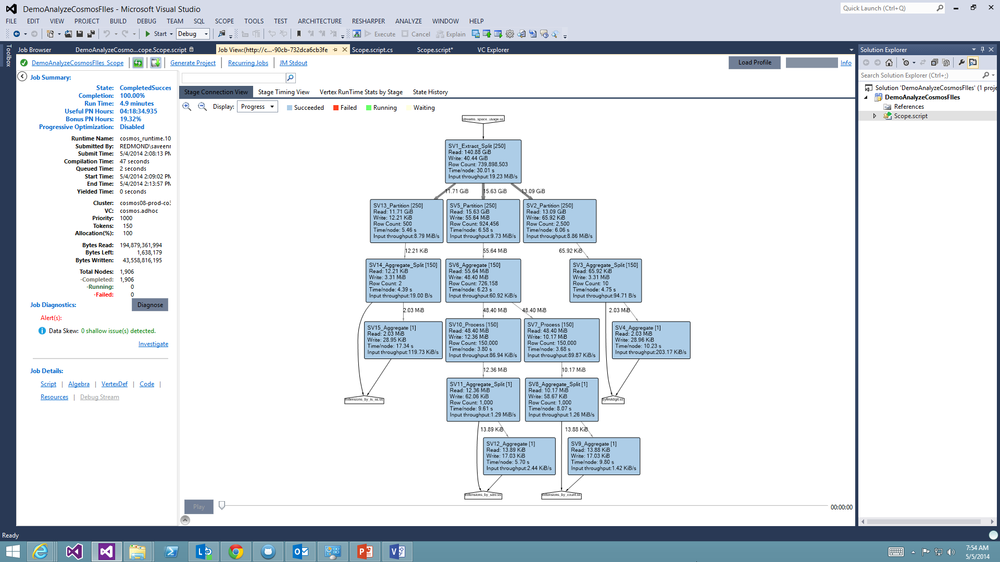 DemoAnalyzeCosmosFIles - Microsoft Visual Studio
Quick Launch (Ctrl+Q)
FILE EDIT VIEW PROJECT BUILD DEBUG TEAM SQL SCOPE TOOLS TEST ARCHITECTURE RESHARPER ANALYZE WINDOW HELP
Start Debug Execute Cancel Explain
Toolbox
Job Browser DemoAnalyzeCosmo...cope.Scope.script Job View:(http://c...-90cb-732dca6cb3fe Scope.script.cs Scope.script* VC Explorer
DemoAnalyzeCosmosFIles_Scope Generate Project Recurring Jobs JM Stdout Load Profile Info
Job Summary:
State: CompletedSucces
Completion: 100.00%
Run Time: 4.9 minutes
Useful PN Hours: 04:18:34.935
Bonus PN Hours: 19.32%
Progressive Optimization: Disabled
Runtime Name: cosmos_runtime.10
Submitted By: REDMOND\saveenr
Submit Time: 5/4/2014 2:08:13 PM
Compilation Time: 47 seconds
Queued Time: 2 seconds
Start Time: 5/4/2014 2:09:02 PM
End Time: 5/4/2014 2:13:57 PM
Yielded Time: 0 seconds
Cluster: cosmos08-prod-co3
VC: cosmos.adhoc
Priority: 1000
Tokens: 150
Allocation(%): 100
Bytes Read: 194,879,361,994
Bytes Left: 1,638,179
Bytes Written: 43,558,816,195
Total Nodes: 1,906
-Completed: 1,906
-Running: 0
-Failed: 0
Job Diagnostics: Diagnose
Alert(s):
Data Skew: 0 shallow issue(s) detected.
Investigate
Job Details:
Script | Algebra | VertexDef | Code |
Resources | Debug Stream
Stage Connection View Stage Timing View Vertex RunTime Stats by Stage State History
Display: Progress Succeeded Failed Running Waiting
streams_space_usage.ss
SV1_Extract_Split [250]
Read: 140.88 GiB
Write: 40.44 GiB
Row Count: 739,898,503
Time/node: 30.01 s
Input throughput:19.23 MiB/s
11.71 GiB 15.63 GiB 13.09 GiB
SV13_Partition [250]
Read: 11.71 GiB
Write: 12.21 KiB
Row Count: 500
Time/node: 5.46 s
Input throughput:8.79 MiB/s
SV5_Partition [250]
Read: 15.63 GiB
Write: 55.64 MiB
Row Count: 924,456
Time/node: 6.58 s
Input throughput:9.73 MiB/s
SV2_Partition [250]
Read: 13.09 GiB
Write: 65.92 KiB
Row Count: 2,500
Time/node: 6.06 s
Input throughput:8.86 MiB/s
12.21 KiB 55.64 MiB 65.92 KiB
SV14_Aggregate_Split [150]
Read: 12.21 KiB
Write: 3.31 MiB
Row Count: 2
Time/node: 4.39 s
Input throughput:19.00 B/s
SV6_Aggregate [150]
Read: 55.64 MiB
Write: 48.40 MiB
Row Count: 726,158
Time/node: 6.23 s
Input throughput:60.92 KiB/s
SV3_Aggregate_Split [150]
Read: 65.92 KiB
Write: 3.31 MiB
Row Count: 10
Time/node: 4.75 s
Input throughput:94.71 B/s
2.03 MiB 48.40 MiB 48.40 MiB 2.03 MiB
SV15_Aggregate [1]
Read: 2.03 MiB
Write: 28.95 KiB
Time/node: 17.34 s
Input throughput:119.73 KiB/s
SV10_Process [150]
Read: 48.40 MiB
Write: 12.36 MiB
Row Count: 150,000
Time/node: 3.80 s
Input throughput:86.94 KiB/s
SV7_Process [150]
Read: 48.40 MiB
Write: 10.17 MiB
Row Count: 150,000
Time/node: 3.68 s
Input throughput:89.87 KiB/s
SV4_Aggregate [1]
Read: 2.03 MiB
Write: 28.96 KiB
Time/node: 10.23 s
Input throughput:203.17 KiB/s
12.36 MiB 10.17 MiB
SV11_Aggregate_Split [1]
Read: 12.36 MiB
Write: 62.06 KiB
Row Count: 1,000
Time/node: 9.61 s
Input throughput:1.29 MiB/s
SV8_Aggregate_Split [1]
Read: 10.17 MiB
Write: 58.67 KiB
Row Count: 1,000
Time/node: 8.07 s
Input throughput:1.26 MiB/s
extensions_by_is_ss.ss
byfirstdigit.ss
13.89 KiB 13.88 KiB
SV12_Aggregate [1]
Read: 13.89 KiB
Write: 17.03 KiB
Time/node: 5.70 s
Input throughput:2.44 KiB/s
SV9_Aggregate [1]
Read: 13.88 KiB
Write: 17.03 KiB
Time/node: 9.80 s
Input throughput:1.42 KiB/s
extensions_by_size.ss
extensions_by_count.ss
Play 00:00:00
Solution Explorer
Search Solution Explorer (Ctrl+;)
Solution 'DemoAnalyzeCosmosFIles' (1 proje
DemoAnalyzeCosmosFIles
References
Scope.script
Ready
7:54 AM
5/5/2014